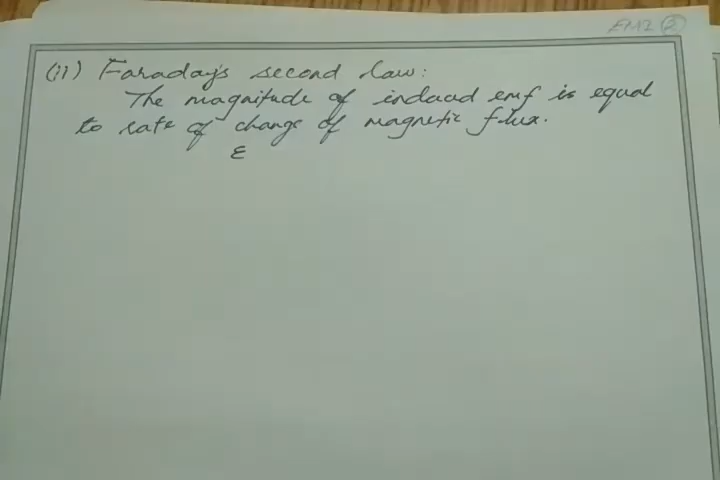 (ii) Faraday's second law:
The magnitude of induced emf is equal
to rate of change of magnetic flux.
ε